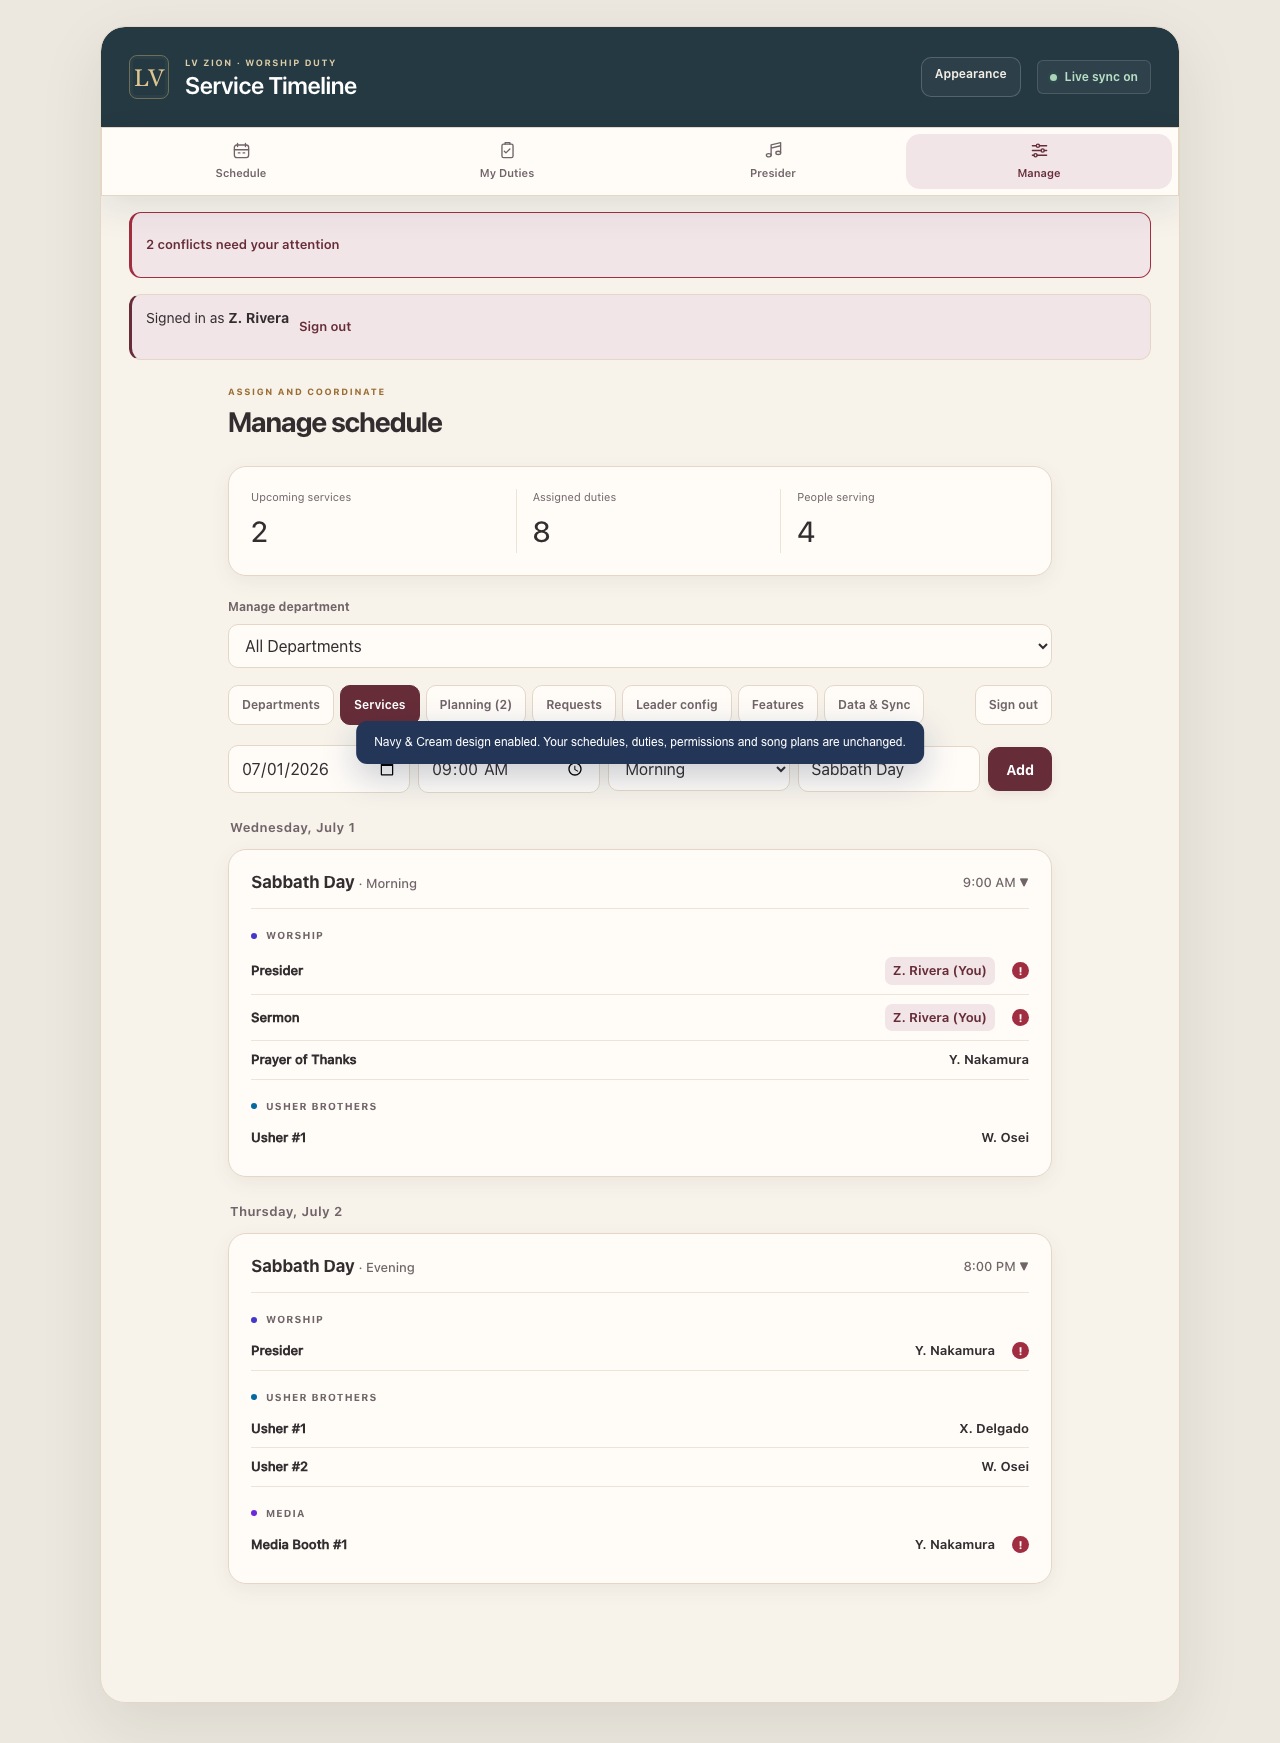 LV
LV ZION · WORSHIP DUTY
Service Timeline
Appearance
Live sync on
Schedule
My Duties
Presider
Manage
2 conflicts need your attention
Signed in as Z. Rivera Sign out
ASSIGN AND COORDINATE
Manage schedule
Upcoming services
2
Assigned duties
8
People serving
4
Manage department
All Departments
Departments
Services
Planning (2)
Requests
Leader config
Features
Data & Sync
Sign out
Navy & Cream design enabled. Your schedules, duties, permissions and song plans are unchanged.
07/01/2026
09:00 AM
Morning
Sabbath Day
Add
Wednesday, July 1
Sabbath Day · Morning
9:00 AM ▼
WORSHIP
Presider
Z. Rivera (You)
!
Sermon
Z. Rivera (You)
!
Prayer of Thanks
Y. Nakamura
USHER BROTHERS
Usher #1
W. Osei
Thursday, July 2
Sabbath Day · Evening
8:00 PM ▼
WORSHIP
Presider
Y. Nakamura
!
USHER BROTHERS
Usher #1
X. Delgado
Usher #2
W. Osei
MEDIA
Media Booth #1
Y. Nakamura
!